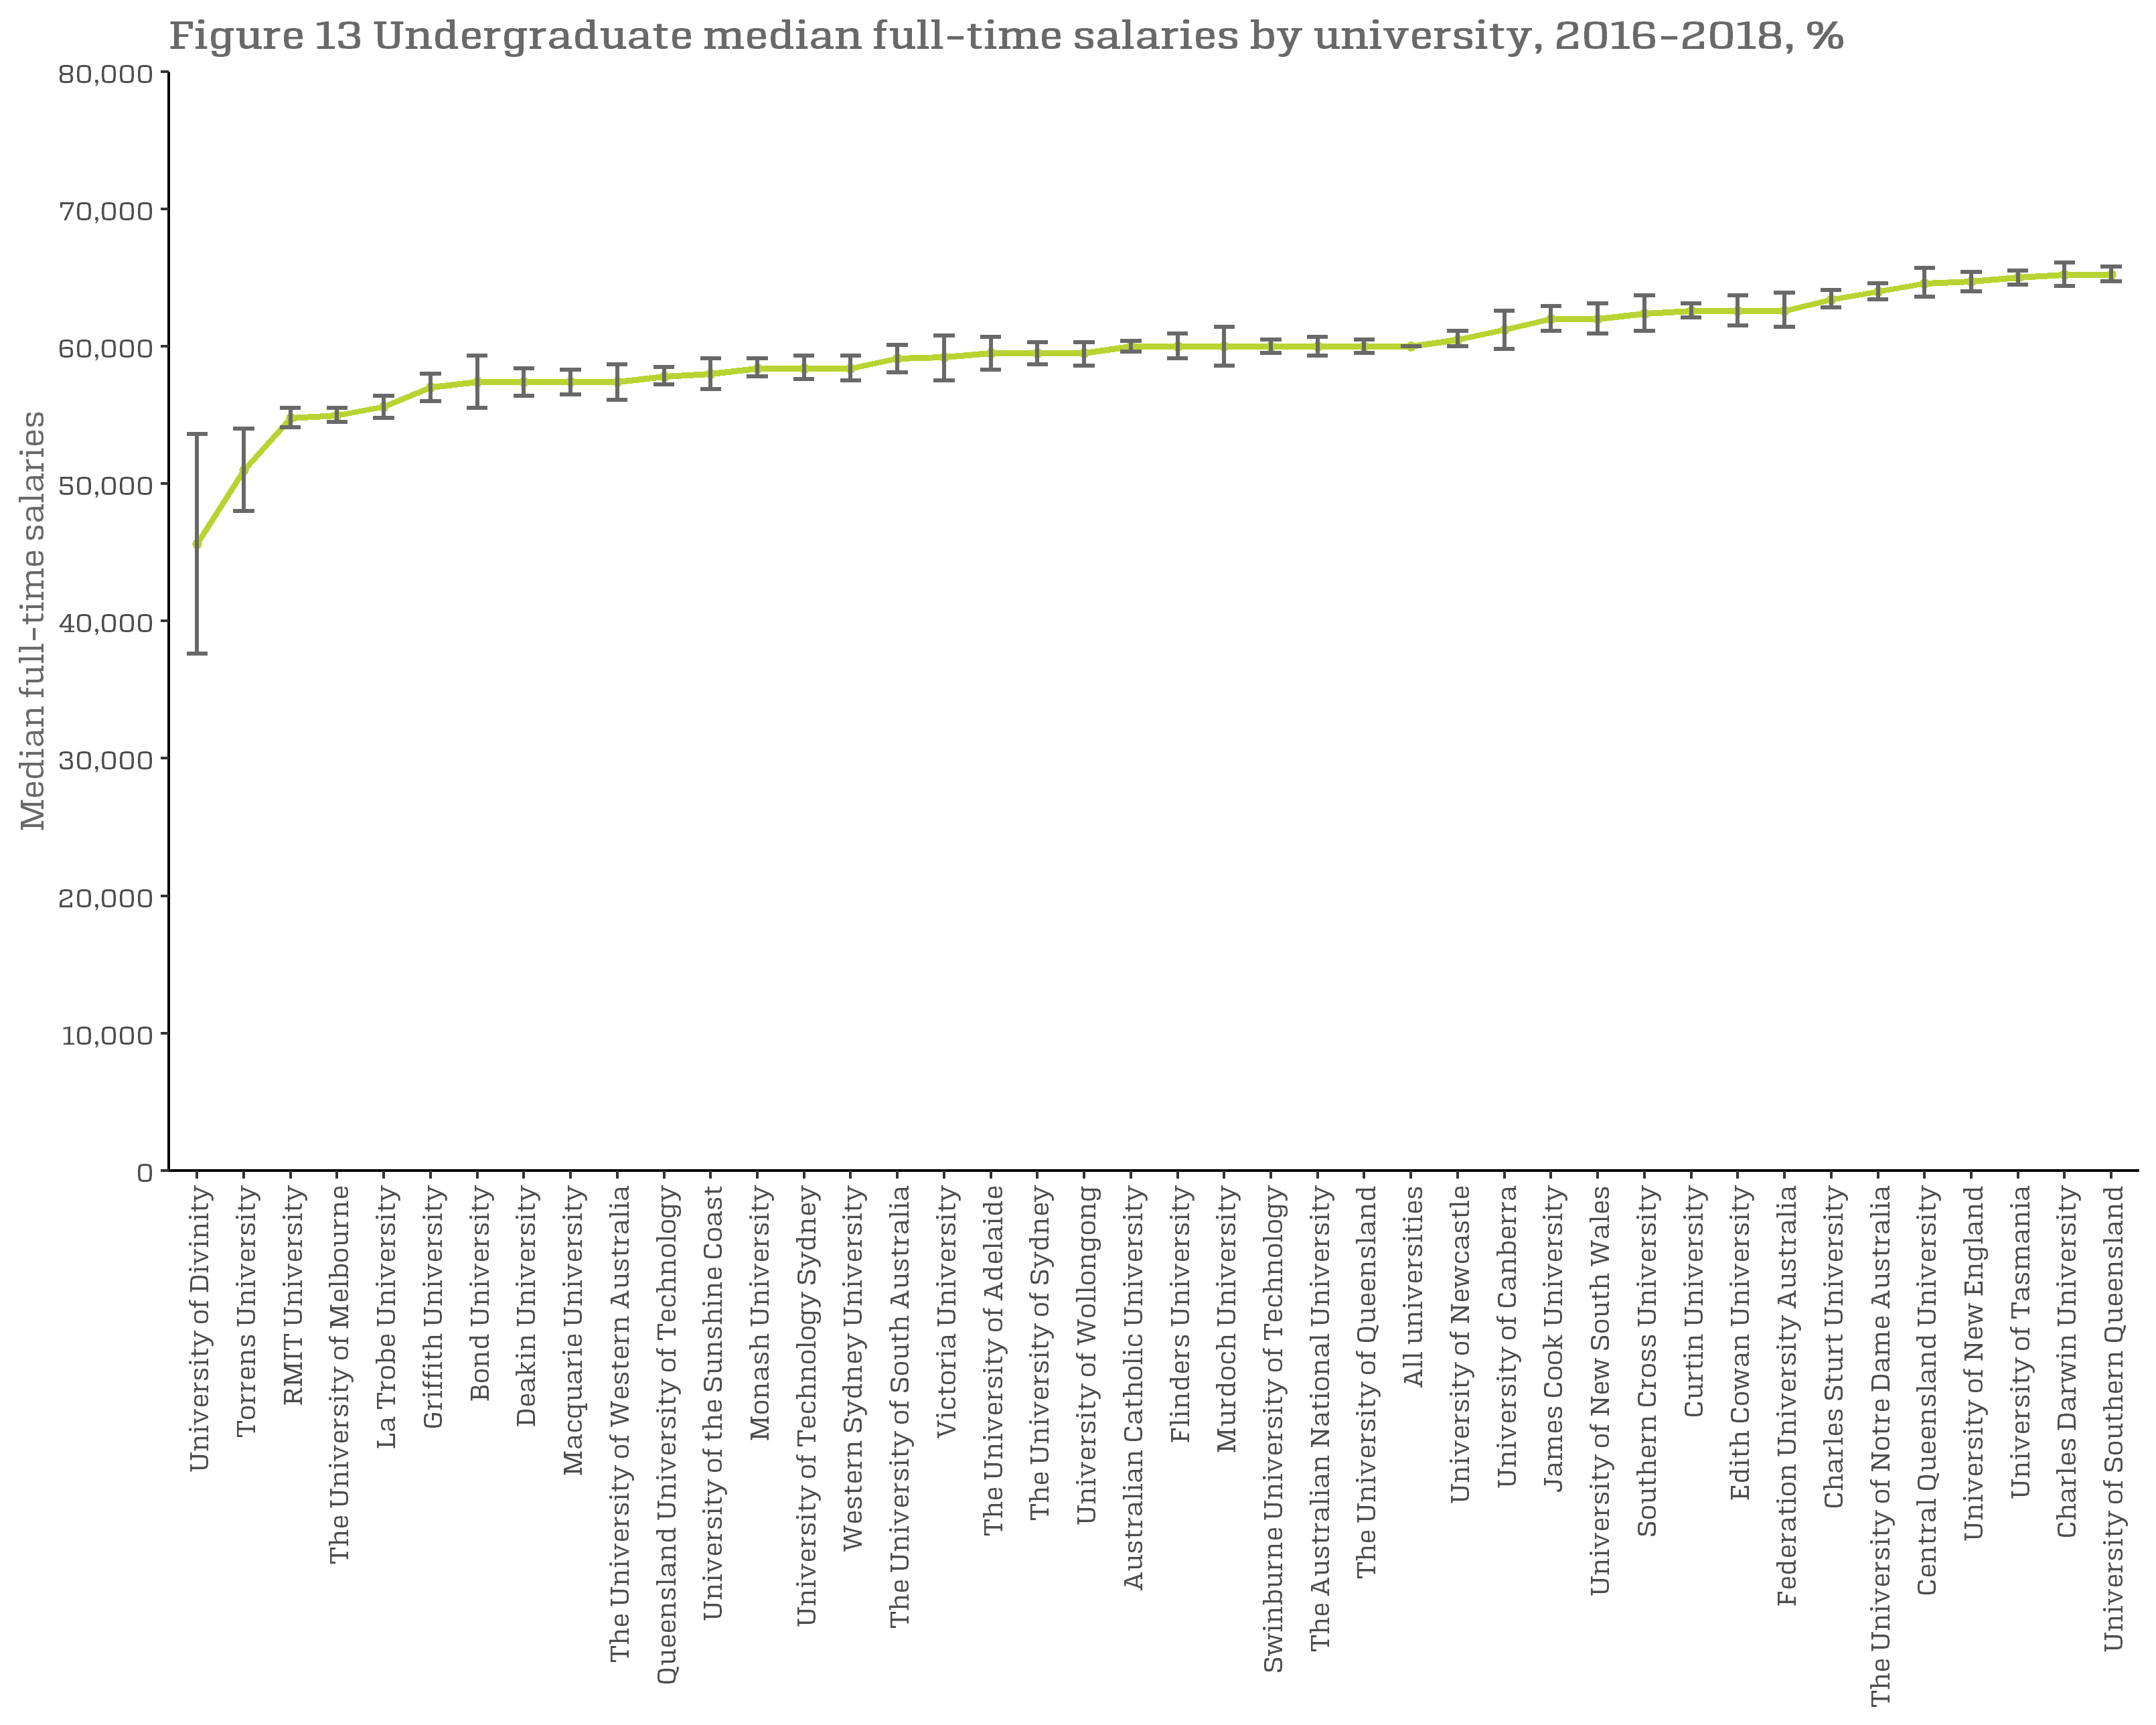 Figure 13 Undergraduate median full-time salaries by university, 2016-2018, %
Median full-time salaries
80,000
70,000
60,000
50,000
40,000
30,000
20,000
10,000
0
University of Divinity
Torrens University
RMIT University
The University of Melbourne
La Trobe University
Griffith University
Bond University
Deakin University
Macquarie University
The University of Western Australia
Queensland University of Technology
University of the Sunshine Coast
Monash University
University of Technology Sydney
Western Sydney University
The University of South Australia
Victoria University
The University of Adelaide
The University of Sydney
University of Wollongong
Australian Catholic University
Flinders University
Murdoch University
Swinburne University of Technology
The Australian National University
The University of Queensland
All universities
University of Newcastle
University of Canberra
James Cook University
University of New South Wales
Southern Cross University
Curtin University
Edith Cowan University
Federation University Australia
Charles Sturt University
The University of Notre Dame Australia
Central Queensland University
University of New England
University of Tasmania
Charles Darwin University
University of Southern Queensland